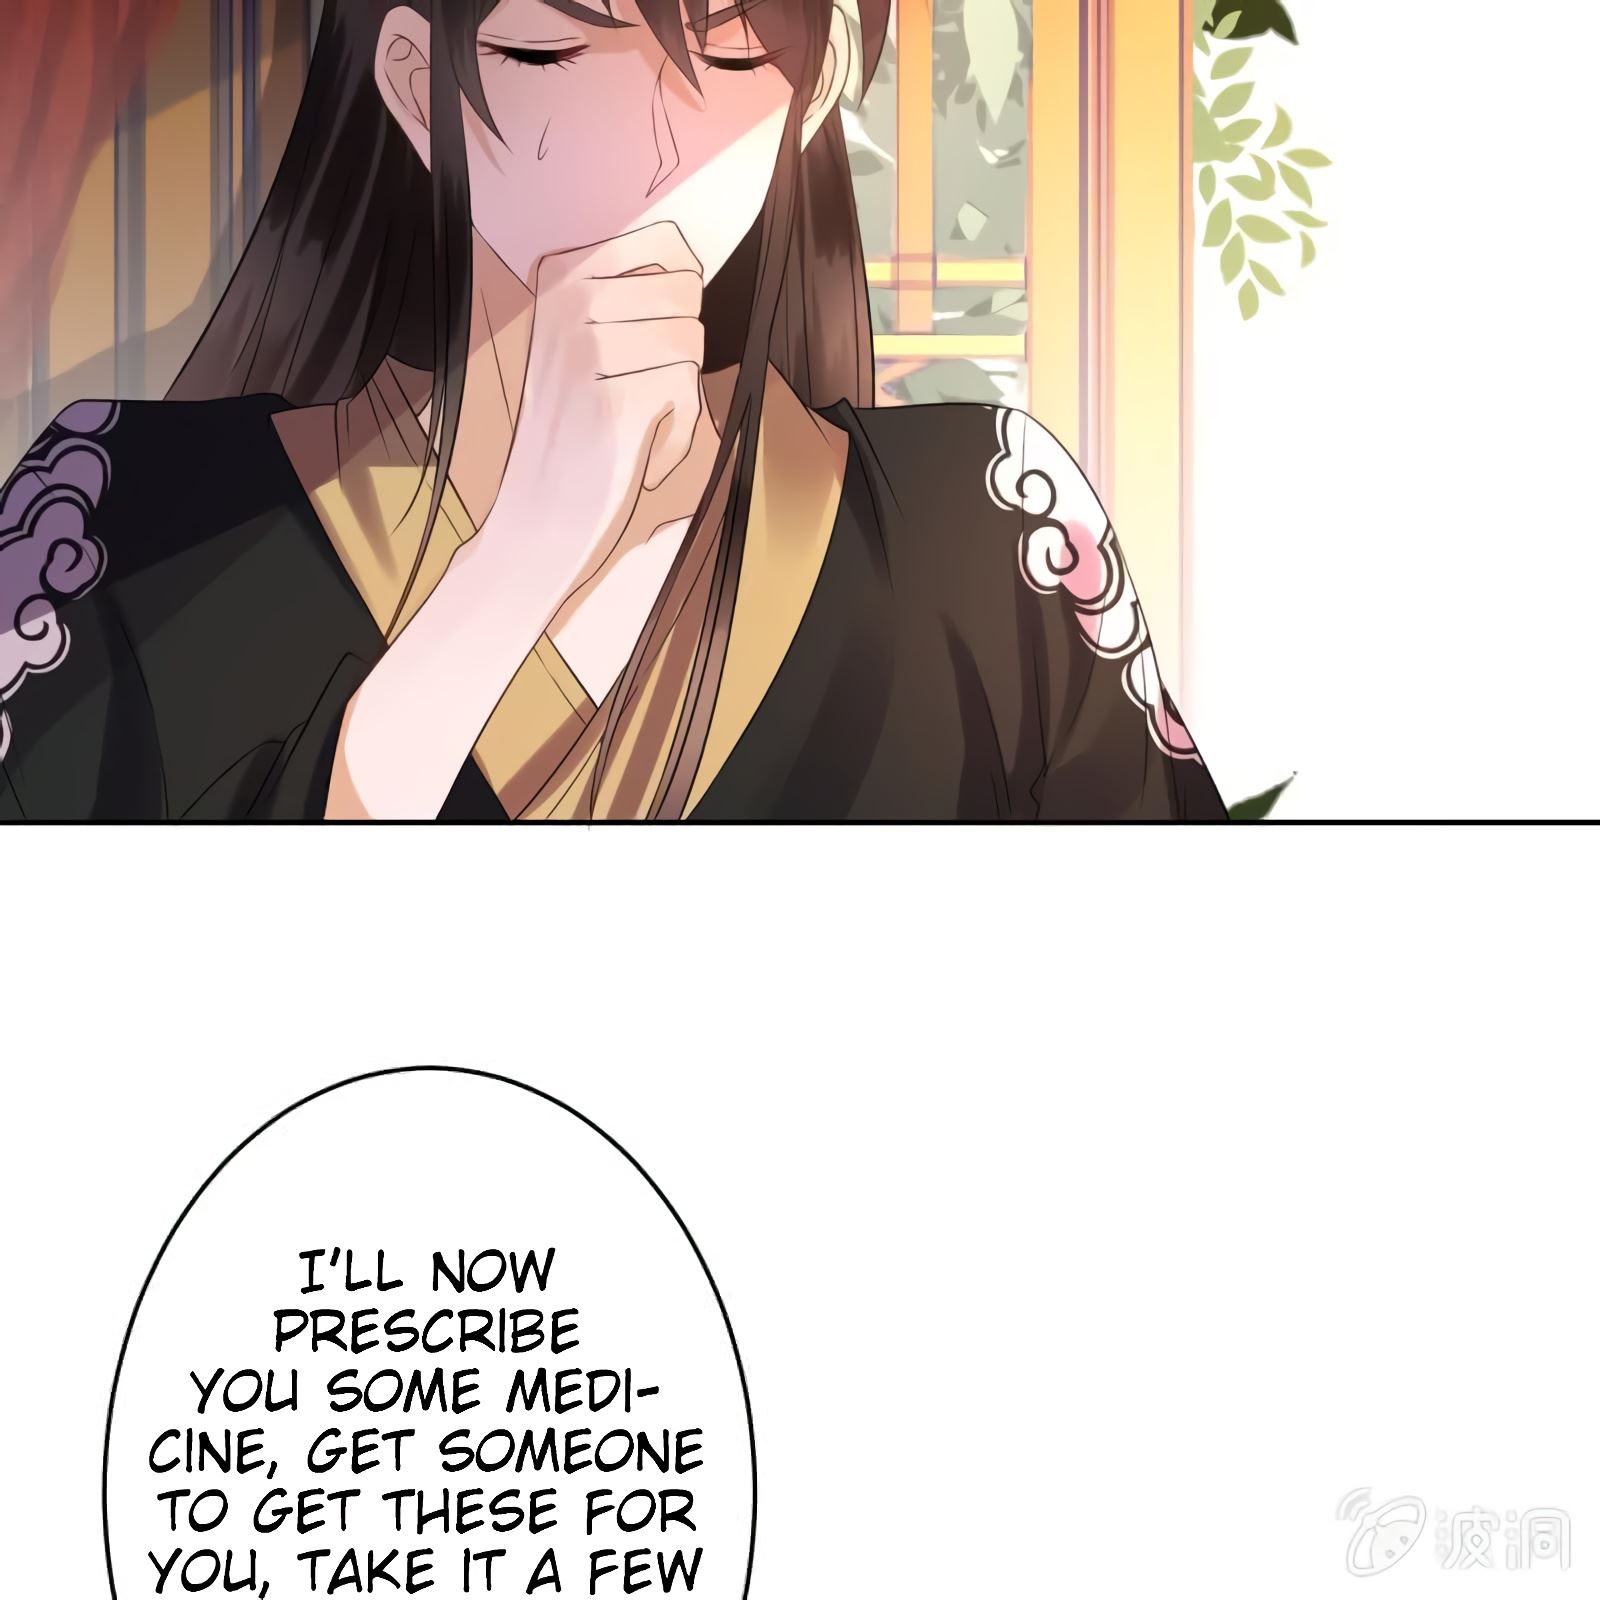 I'LL NOW
PRESCRIBE
YOU SOME MEDI-
CINE, GET SOMEONE
TO GET THESE FOR
YOU, TAKE IT A FEW
波洞